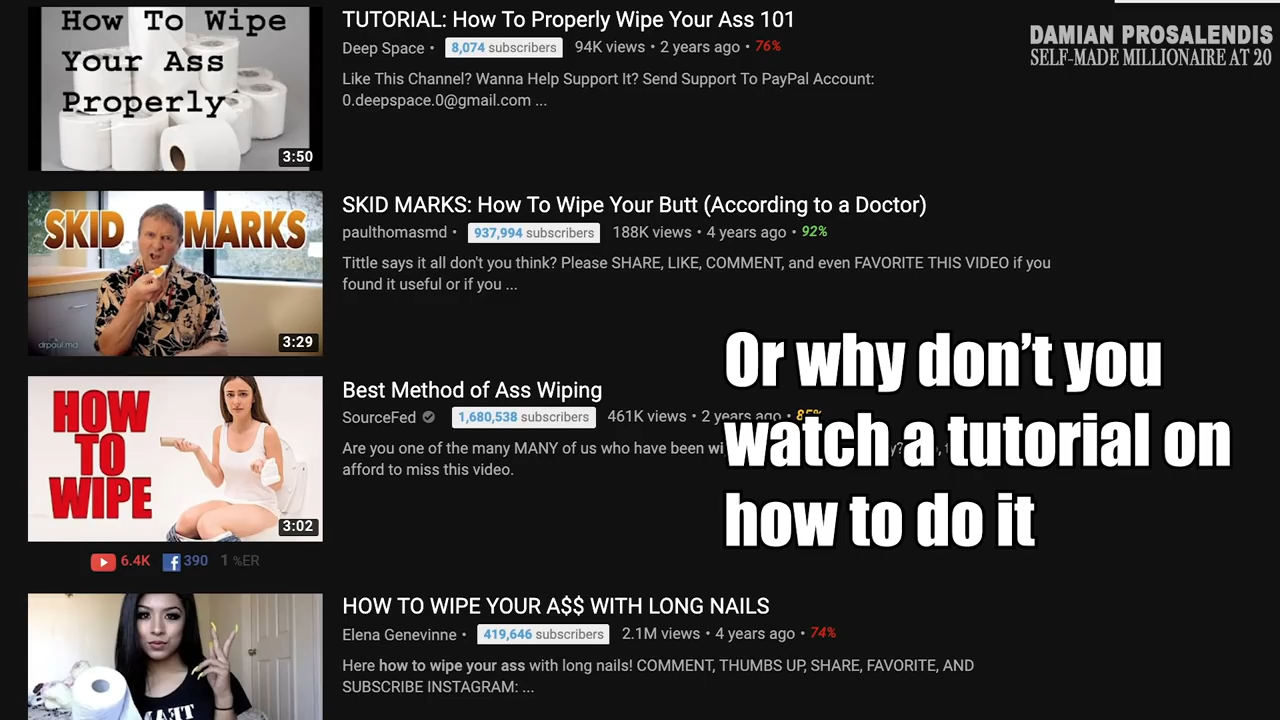 How To Wipe
Your Ass
Properly
3:50
TUTORIAL: How To Properly Wipe Your Ass 101
Deep Space • 8,074 subscribers 94K views • 2 years ago • 76%
Like This Channel? Wanna Help Support It? Send Support To PayPal Account:
0.deepspace.0@gmail.com ...
DAMIAN PROSALENDIS
SELF-MADE MILLIONAIRE AT 20
SKID MARKS
drpaul.md
3:29
SKID MARKS: How To Wipe Your Butt (According to a Doctor)
paulthomasmd • 937,994 subscribers 188K views • 4 years ago • 92%
Tittle says it all don't you think? Please SHARE, LIKE, COMMENT, and even FAVORITE THIS VIDEO if you
found it useful or if you ...
Or why don't you
watch a tutorial on
how to do it
HOW
TO
WIPE
3:02
Best Method of Ass Wiping
SourceFed 1,680,538 subscribers 461K views • 2 years ago • 85%
Are you one of the many MANY of us who have been
afford to miss this video.
6.4K 390 1 %ER
HOW TO WIPE YOUR A$$ WITH LONG NAILS
Elena Genevinne • 419,646 subscribers 2.1M views • 4 years ago • 74%
Here how to wipe your ass with long nails! COMMENT, THUMBS UP, SHARE, FAVORITE, AND
SUBSCRIBE INSTAGRAM: ...